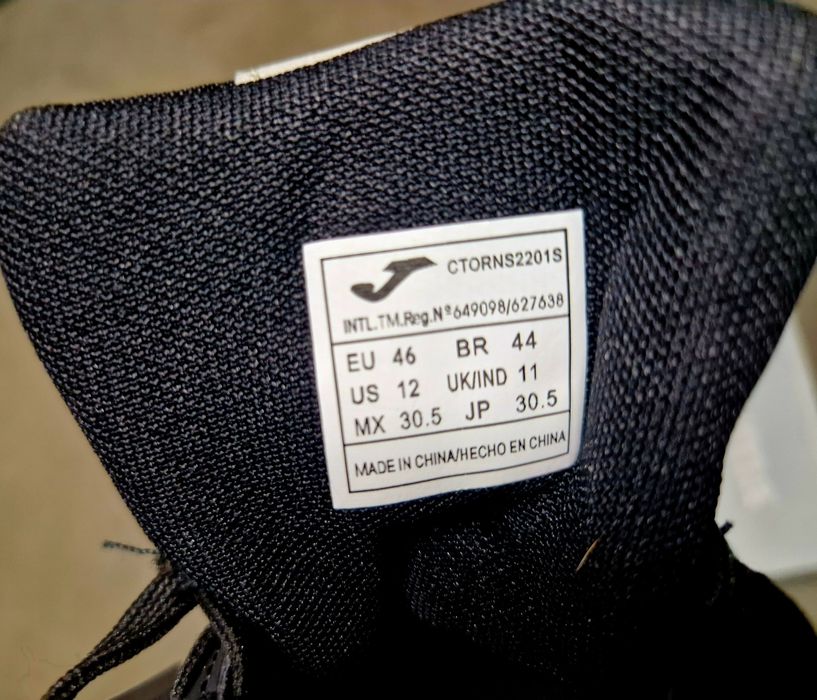 CTORNS2201S
INTL.TM.Reg.Nº649098/627638
EU 46 BR 44
US 12 UK/IND 11
MX 30.5 JP 30.5
MADE IN CHINA/HECHO EN CHINA